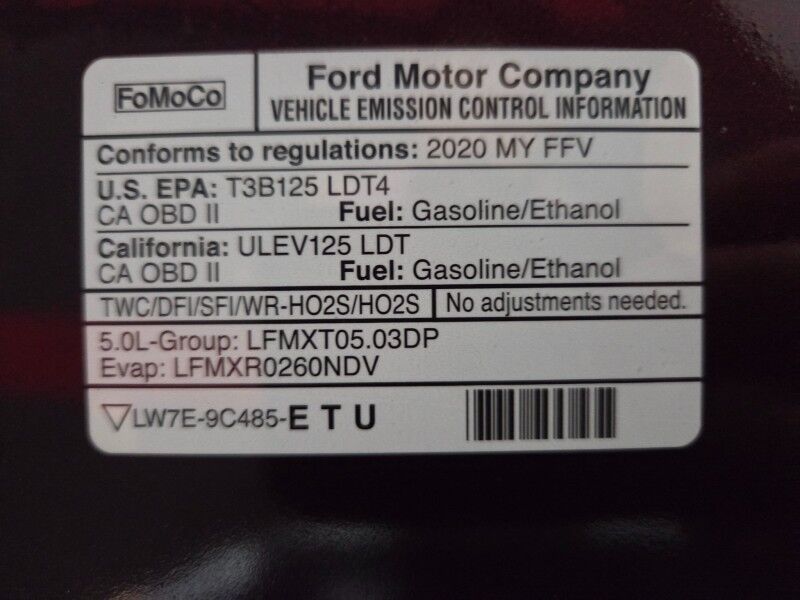 FoMoCo
Ford Motor Company
VEHICLE EMISSION CONTROL INFORMATION
Conforms to regulations: 2020 MY FFV
U.S. EPA: T3B125 LDT4
CA OBD II Fuel: Gasoline/Ethanol
California: ULEV125 LDT
CA OBD II Fuel: Gasoline/Ethanol
TWC/DFI/SFI/WR-HO2S/HO2S No adjustments needed.
5.0L-Group: LFMXT05.03DP
Evap: LFMXR0260NDV
LW7E-9C485-E T U